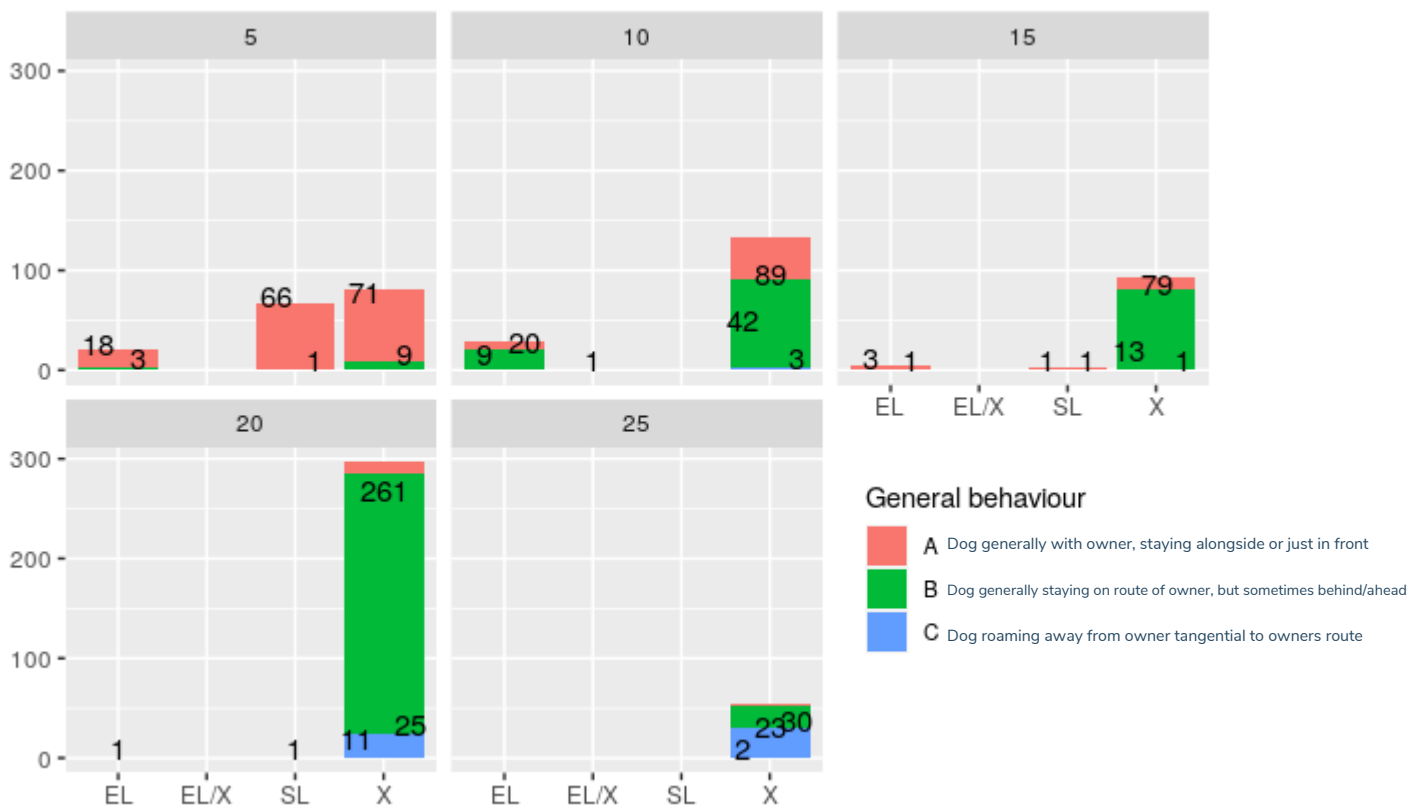 5 10 15
300
200
100
0
18 3 66 1 71 9
9 20 1 89 42 3
3 1 1 1 79 13 1
EL EL/X SL X
20 25
300
200
100
0
1 1 261 11 25
2 23 30
EL EL/X SL X
EL EL/X SL X
General behaviour
A Dog generally with owner, staying alongside or just in front
B Dog generally staying on route of owner, but sometimes behind/ahead
C Dog roaming away from owner tangential to owners route